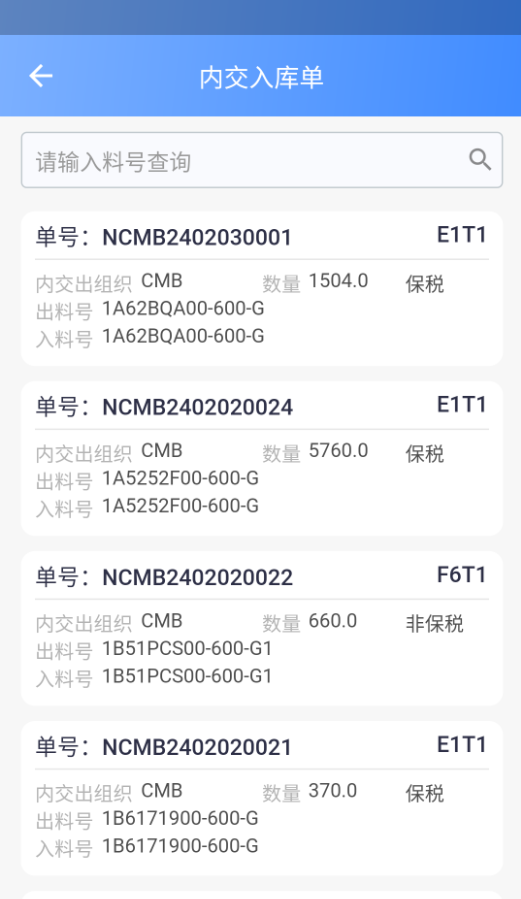 内交入库单
请输入料号查询
单号：NCMB2402030001 E1T1
内交出组织 CMB 数量 1504.0 保税
出料号 1A62BQA00-600-G
入料号 1A62BQA00-600-G
单号：NCMB2402020024 E1T1
内交出组织 CMB 数量 5760.0 保税
出料号 1A5252F00-600-G
入料号 1A5252F00-600-G
单号：NCMB2402020022 F6T1
内交出组织 CMB 数量 660.0 非保税
出料号 1B51PCS00-600-G1
入料号 1B51PCS00-600-G1
单号：NCMB2402020021 E1T1
内交出组织 CMB 数量 370.0 保税
出料号 1B6171900-600-G
入料号 1B6171900-600-G